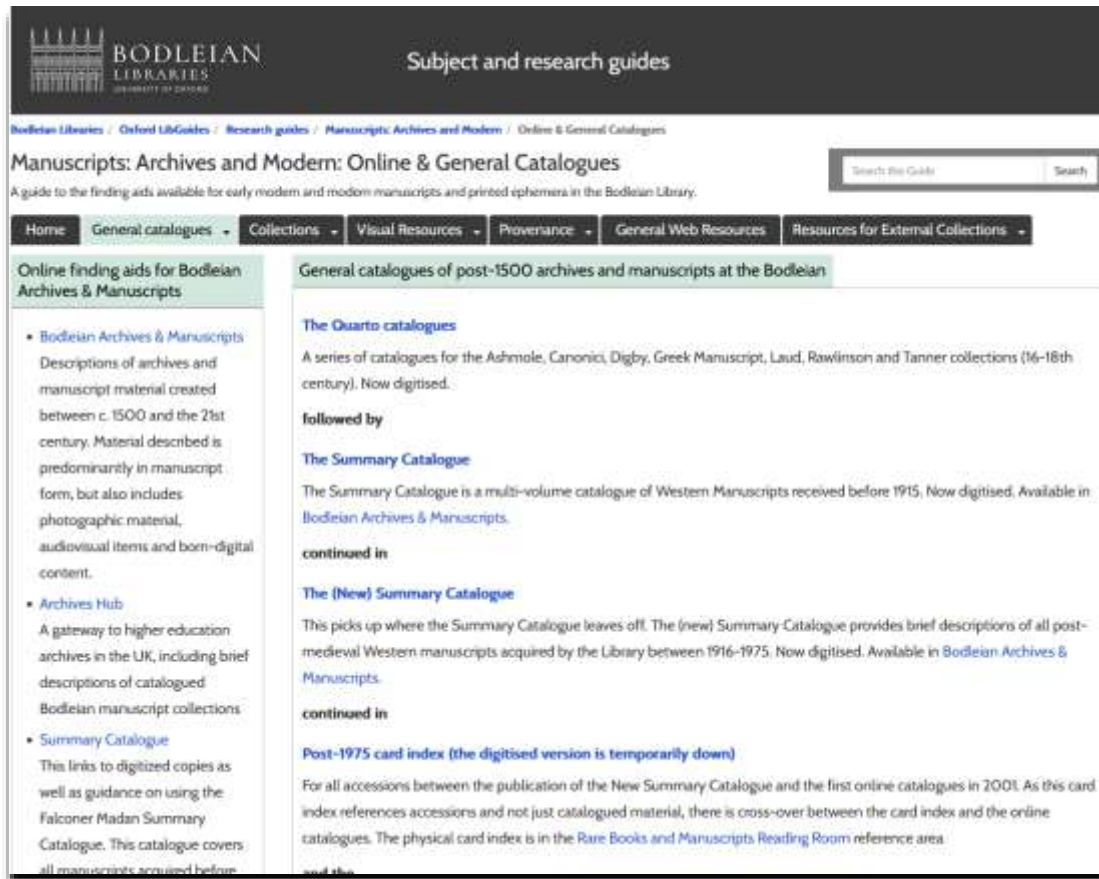 BODLEIAN
LIBRARIES
UNIVERSITY OF OXFORD
Subject and research guides
Bodleian Libraries / Oxford LibGuides / Research guides / Manuscripts: Archives and Modern / Online & General Catalogues
Manuscripts: Archives and Modern: Online & General Catalogues
Search this Guide
Search
A guide to the finding aids available for early modern and modern manuscripts and printed ephemera in the Bodleian Library.
Home
General catalogues
Collections
Visual Resources
Provenance
General Web Resources
Resources for External Collections
Online finding aids for Bodleian
Archives & Manuscripts
• Bodleian Archives & Manuscripts
Descriptions of archives and
manuscript material created
between c. 1500 and the 21st
century. Material described is
predominantly in manuscript
form, but also includes
photographic material,
audiovisual items and born-digital
content.
• Archives Hub
A gateway to higher education
archives in the UK, including brief
descriptions of catalogued
Bodleian manuscript collections
• Summary Catalogue
This links to digitized copies as
well as guidance on using the
Falconer Madan Summary
Catalogue. This catalogue covers
all manuscripts acquired before
General catalogues of post-1500 archives and manuscripts at the Bodleian
The Quarto catalogues
A series of catalogues for the Ashmole, Canonici, Digby, Greek Manuscript, Laud, Rawlinson and Tanner collections (16-18th
century). Now digitised.
followed by
The Summary Catalogue
The Summary Catalogue is a multi-volume catalogue of Western Manuscripts received before 1915. Now digitised. Available in
Bodleian Archives & Manuscripts.
continued in
The (New) Summary Catalogue
This picks up where the Summary Catalogue leaves off. The (new) Summary Catalogue provides brief descriptions of all post-
medieval Western manuscripts acquired by the Library between 1916-1975. Now digitised. Available in Bodleian Archives &
Manuscripts.
continued in
Post-1975 card index (the digitised version is temporarily down)
For all accessions between the publication of the New Summary Catalogue and the first online catalogues in 2001. As this card
index references accessions and not just catalogued material, there is cross-over between the card index and the online
catalogues. The physical card index is in the Rare Books and Manuscripts Reading Room reference area
and the